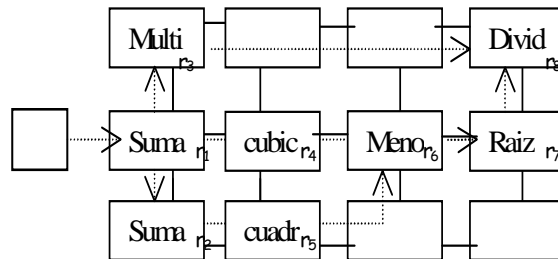 Multi r3 Divid r8
Suma r1 cubic r4 Meno r6 Raiz r7
Suma r2 cuadr r5